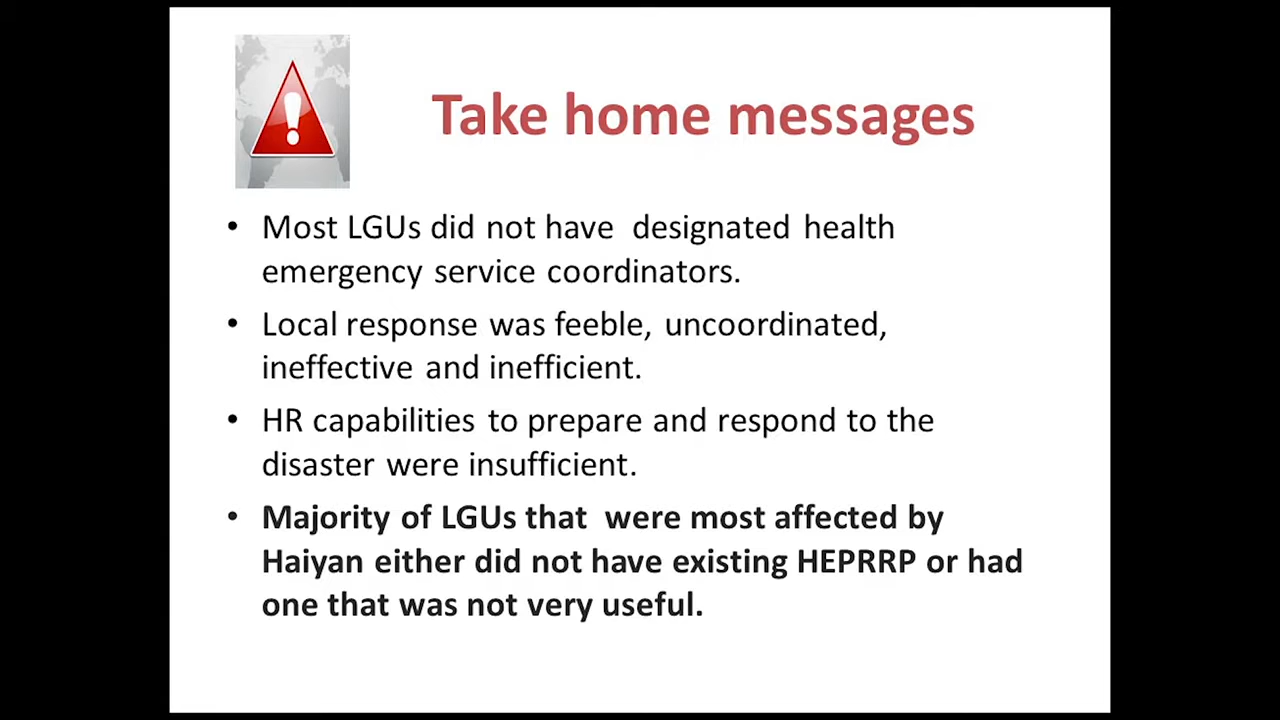 Take home messages
• Most LGUs did not have designated health
emergency service coordinators.
• Local response was feeble, uncoordinated,
ineffective and inefficient.
• HR capabilities to prepare and respond to the
disaster were insufficient.
• Majority of LGUs that were most affected by
Haiyan either did not have existing HEPRRP or had
one that was not very useful.